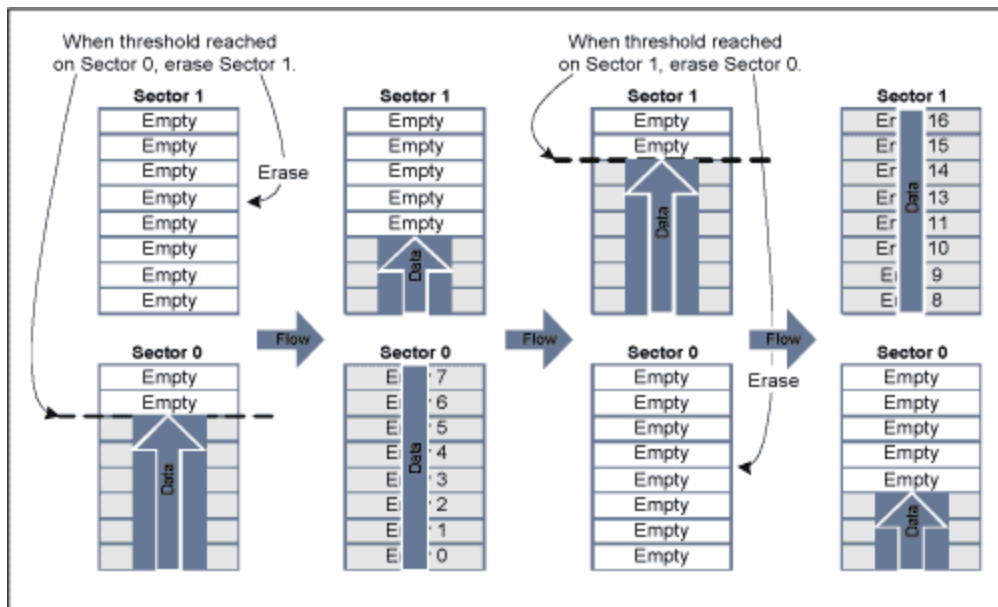 When threshold reached
on Sector 0, erase Sector 1.
Sector 1
Empty
Empty
Empty
Empty
Empty
Empty
Empty
Empty
Erase
Sector 0
Empty
Empty
Data
Flow
Sector 1
Empty
Empty
Empty
Empty
Empty
Data
Sector 0
7
6
5
4
3
2
1
0
Data
Flow
When threshold reached
on Sector 1, erase Sector 0.
Sector 1
Empty
Empty
Data
Sector 0
Empty
Empty
Empty
Empty
Empty
Empty
Empty
Empty
Flow
Erase
Sector 1
16
15
14
13
11
10
9
8
Data
Sector 0
Empty
Empty
Empty
Empty
Empty
Data